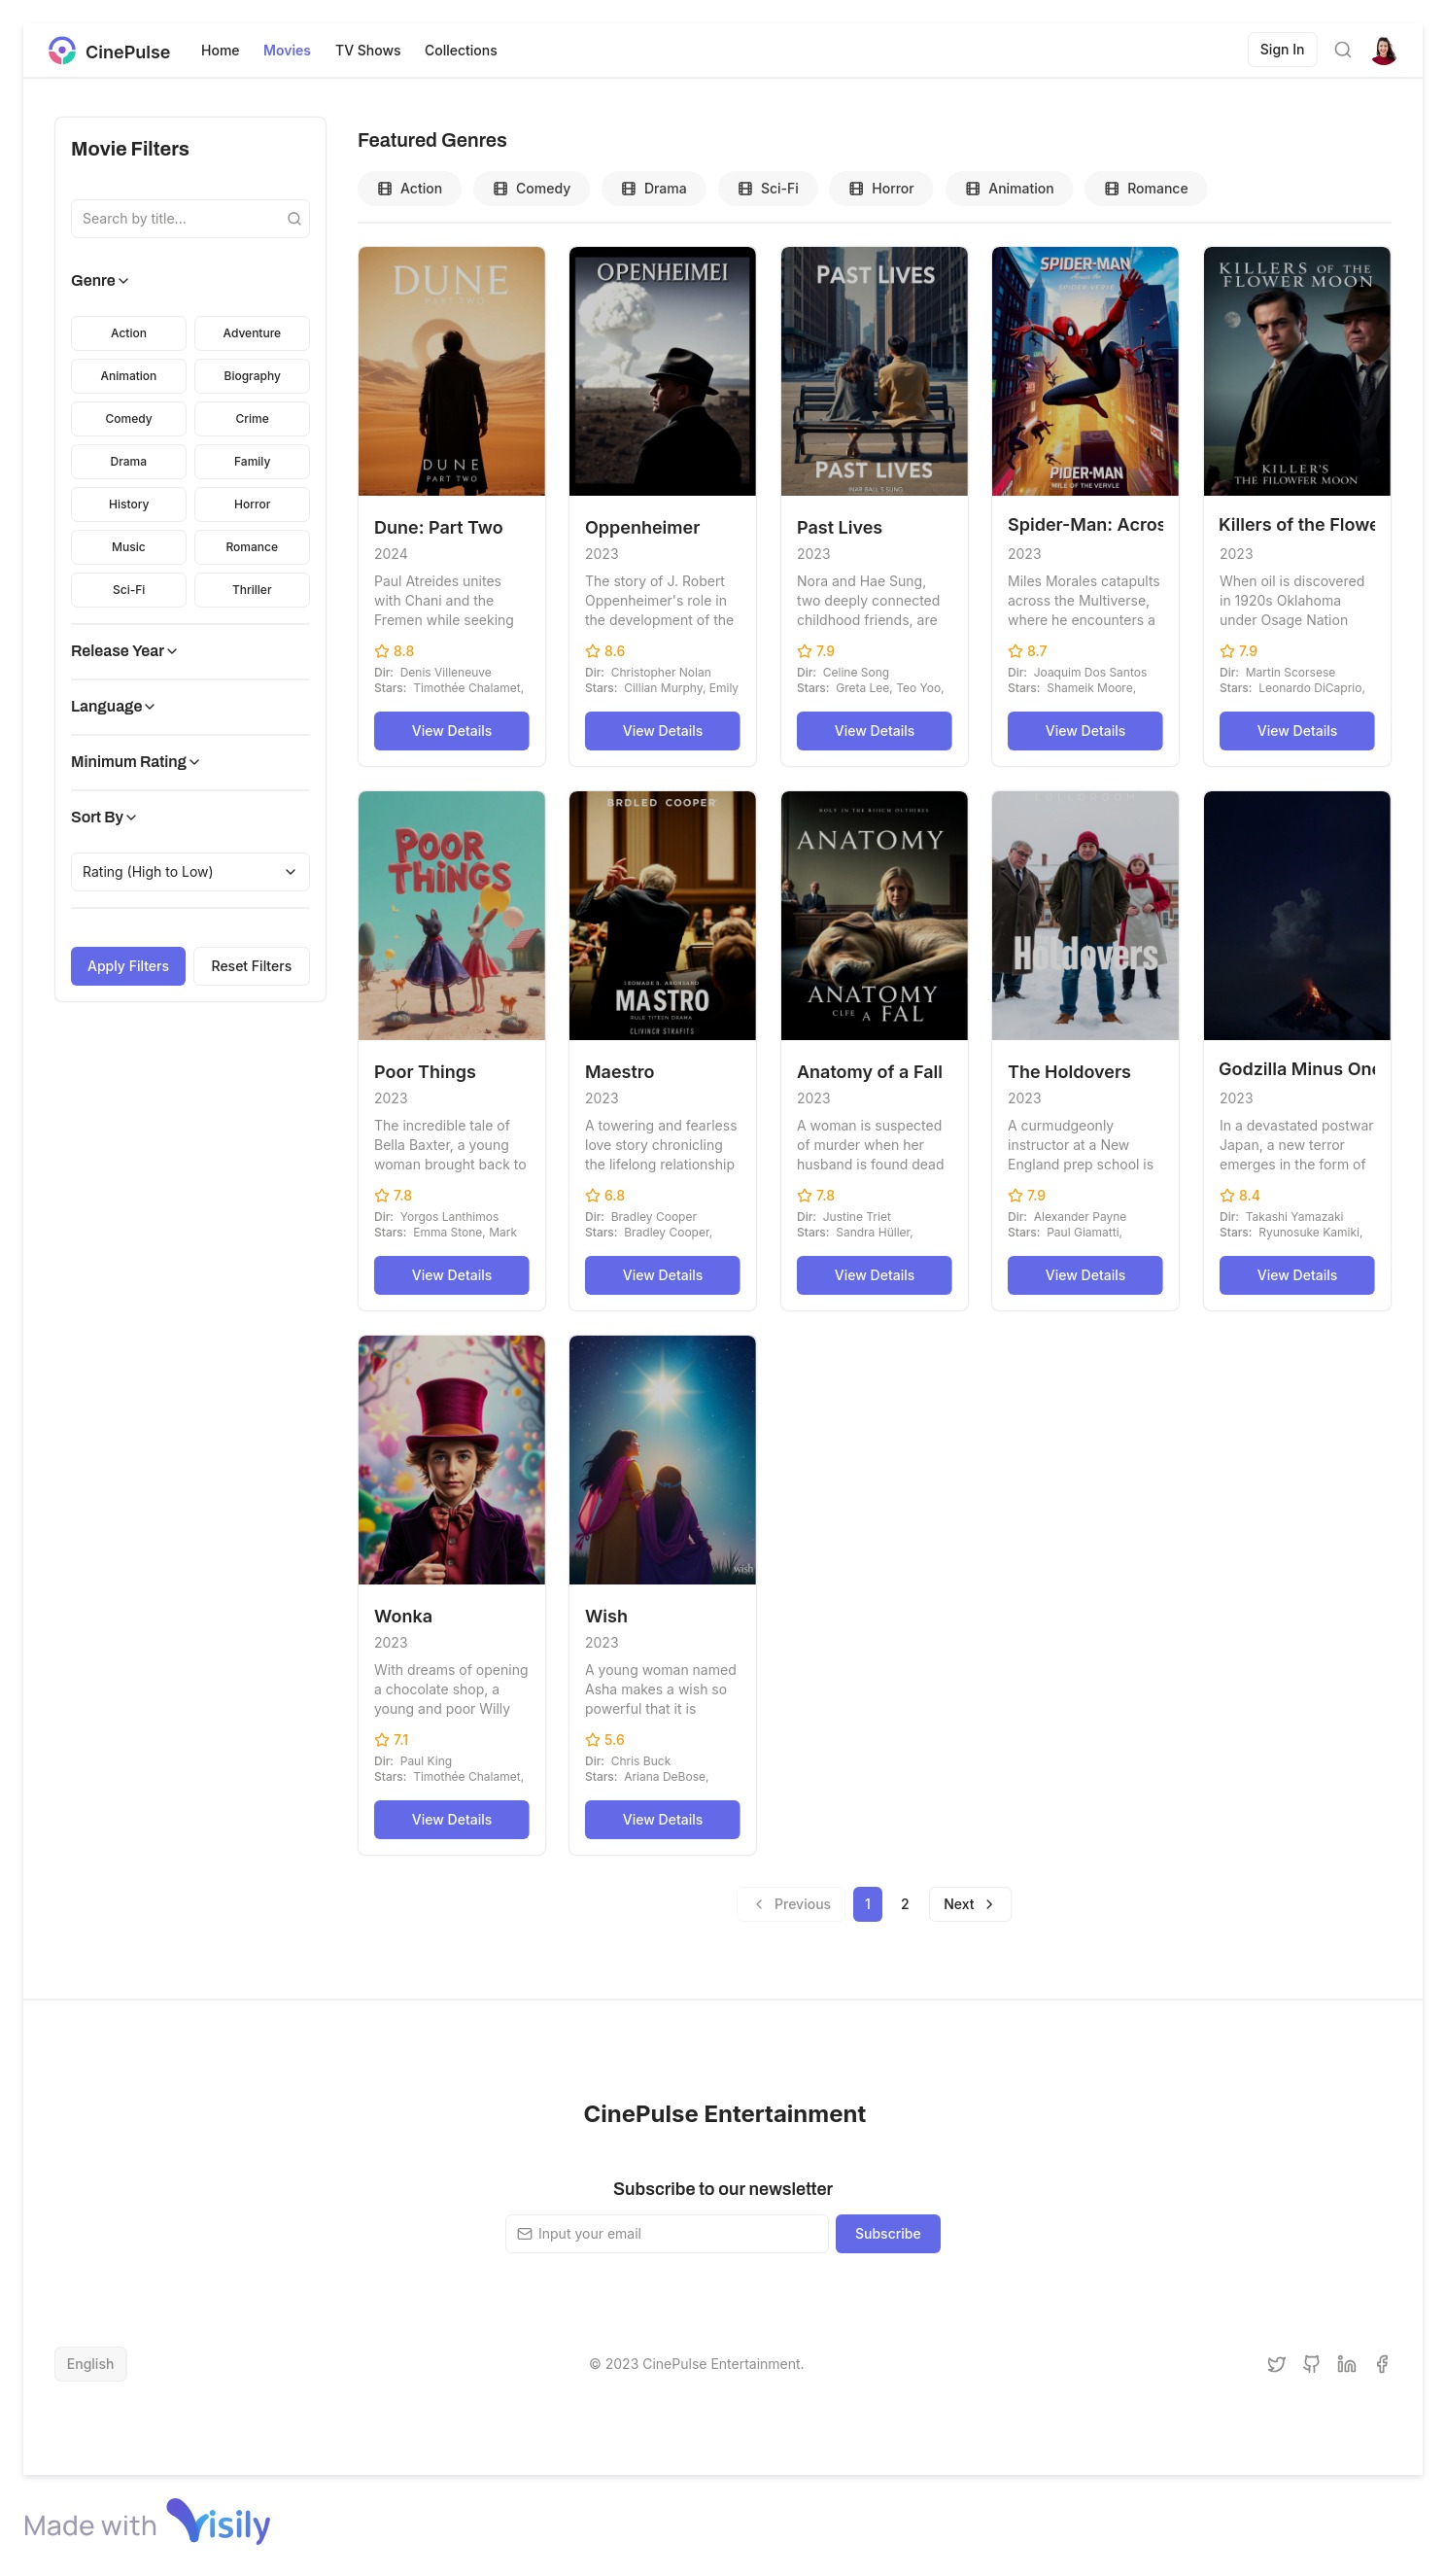 CinePulse
Home
Movies
TV Shows
Collections
Sign In
Movie Filters
Search by title...
Genre
Action
Adventure
Animation
Biography
Comedy
Crime
Drama
Family
History
Horror
Music
Romance
Sci-Fi
Thriller
Release Year
Language
Minimum Rating
Sort By
Rating (High to Low)
Apply Filters
Reset Filters
Featured Genres
Action
Comedy
Drama
Sci-Fi
Horror
Animation
Romance
DUNE
PART TWO
DUNE
PART TWO
Dune: Part Two
2024
Paul Atreides unites
with Chani and the
Fremen while seeking
8.8
Dir: Denis Villeneuve
Stars: Timothée Chalamet,
View Details
OPENHEIMEI
Oppenheimer
2023
The story of J. Robert
Oppenheimer's role in
the development of the
8.6
Dir: Christopher Nolan
Stars: Cillian Murphy, Emily
View Details
PAST LIVES
PAST LIVES
Past Lives
2023
Nora and Hae Sung,
two deeply connected
childhood friends, are
7.9
Dir: Celine Song
Stars: Greta Lee, Teo Yoo,
View Details
SPIDER-MAN
Across the
SPIDER-VERVE
PIDER-MAN
MILE OF THE VERVLE
Spider-Man: Acros
2023
Miles Morales catapults
across the Multiverse,
where he encounters a
8.7
Dir: Joaquim Dos Santos
Stars: Shameik Moore,
View Details
KILLERS OF THE
FLOWER MOON
KILLER'S
THE FILOWFER MOON
Killers of the Flowe
2023
When oil is discovered
in 1920s Oklahoma
under Osage Nation
7.9
Dir: Martin Scorsese
Stars: Leonardo DiCaprio,
View Details
POOR
THINGS
Poor Things
2023
The incredible tale of
Bella Baxter, a young
woman brought back to
7.8
Dir: Yorgos Lanthimos
Stars: Emma Stone, Mark
View Details
BRDLED COOPER
MASTRO
RULE TITEEN DRAMA
CLIVINCR STRAFITS
Maestro
2023
A towering and fearless
love story chronicling
the lifelong relationship
6.8
Dir: Bradley Cooper
Stars: Bradley Cooper,
View Details
ANATOMY
ANATOMY
CLFE A FAL
Anatomy of a Fall
2023
A woman is suspected
of murder when her
husband is found dead
7.8
Dir: Justine Triet
Stars: Sandra Hüller,
View Details
the
Holdovers
The Holdovers
2023
A curmudgeonly
instructor at a New
England prep school is
7.9
Dir: Alexander Payne
Stars: Paul Giamatti,
View Details
Godzilla Minus One
2023
In a devastated postwar
Japan, a new terror
emerges in the form of
8.4
Dir: Takashi Yamazaki
Stars: Ryunosuke Kamiki,
View Details
Wonka
2023
With dreams of opening
a chocolate shop, a
young and poor Willy
7.1
Dir: Paul King
Stars: Timothée Chalamet,
View Details
wish
Wish
2023
A young woman named
Asha makes a wish so
powerful that it is
5.6
Dir: Chris Buck
Stars: Ariana DeBose,
View Details
Previous
1
2
Next
CinePulse Entertainment
Subscribe to our newsletter
Input your email
Subscribe
English
© 2023 CinePulse Entertainment.
Made with Visily